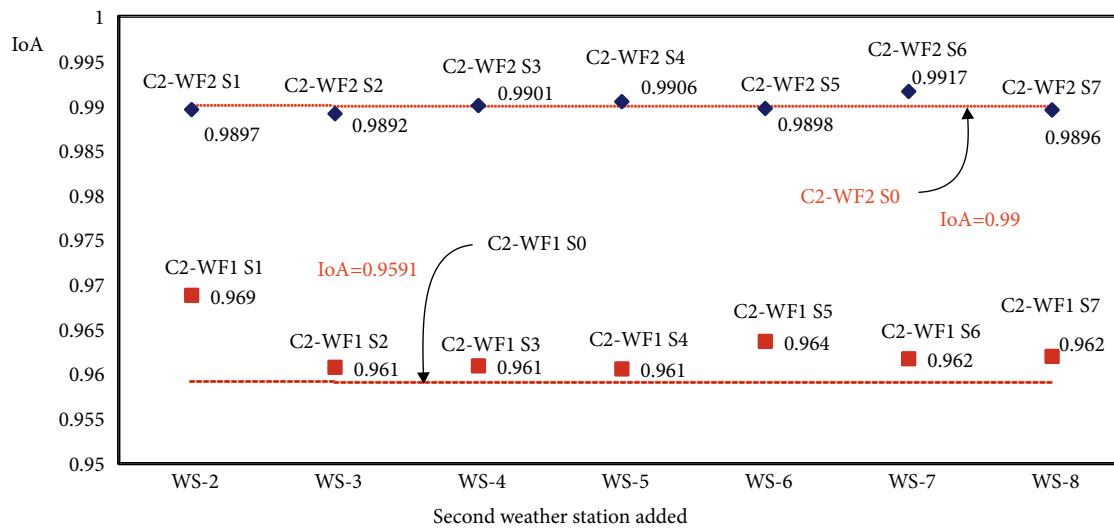 IoA
1
0.995
0.99
0.985
0.98
0.975
0.97
0.965
0.96
0.955
0.95
C2-WF2 S1
0.9897
C2-WF2 S2
0.9892
C2-WF2 S3
0.9901
C2-WF2 S4
0.9906
C2-WF2 S5
0.9898
C2-WF2 S6
0.9917
C2-WF2 S7
0.9896
C2-WF2 S0
IoA=0.99
C2-WF1 S0
IoA=0.9591
C2-WF1 S1
0.969
C2-WF1 S2
0.961
C2-WF1 S3
0.961
C2-WF1 S4
0.961
C2-WF1 S5
0.964
C2-WF1 S6
0.962
C2-WF1 S7
0.962
WS-2 WS-3 WS-4 WS-5 WS-6 WS-7 WS-8
Second weather station added